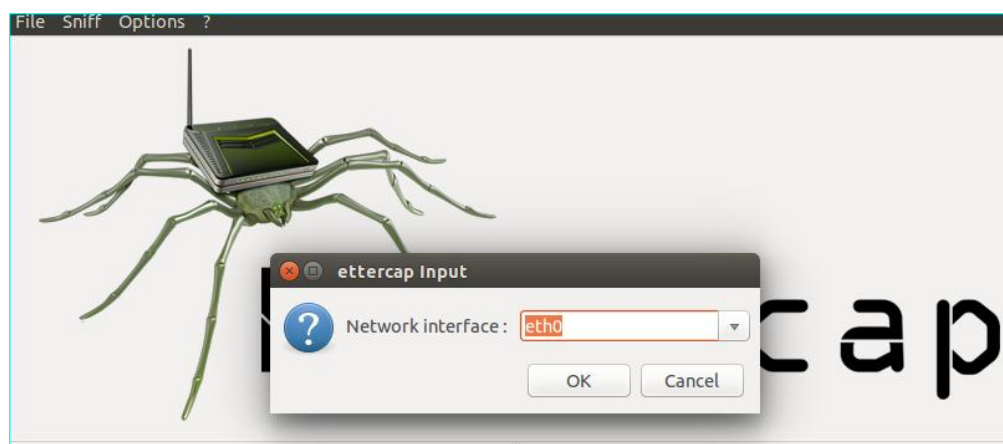 File Sniff Options ?
ettercap Input
Network interface : eth0
OK Cancel
cap